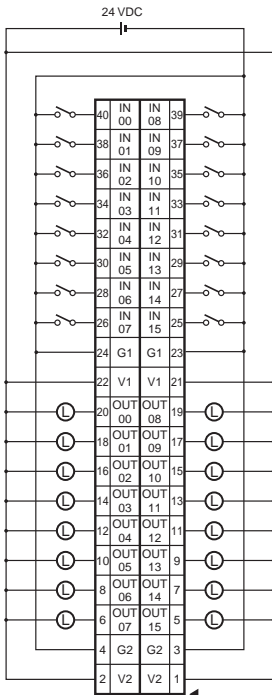 24 VDC
40 IN 00 IN 08 39
38 IN 01 IN 09 37
36 IN 02 IN 10 35
34 IN 03 IN 11 33
32 IN 04 IN 12 31
30 IN 05 IN 13 29
28 IN 06 IN 14 27
26 IN 07 IN 15 25
24 G1 G1 23
22 V1 V1 21
L 20 OUT 00 OUT 08 19 L
L 18 OUT 01 OUT 09 17 L
L 16 OUT 02 OUT 10 15 L
L 14 OUT 03 OUT 11 13 L
L 12 OUT 04 OUT 12 11 L
L 10 OUT 05 OUT 13 9 L
L 8 OUT 06 OUT 14 7 L
L 6 OUT 07 OUT 15 5 L
4 G2 G2 3
2 V2 V2 1